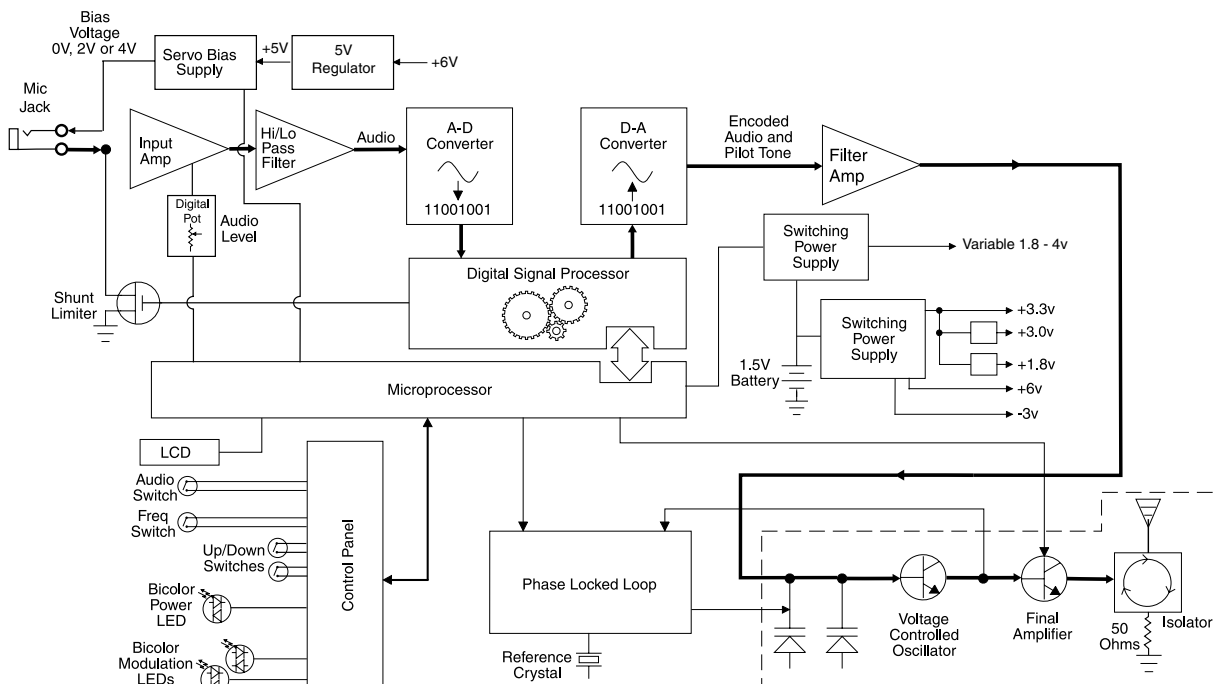 Bias
Voltage
0V, 2V or 4V
Servo Bias
Supply
+5V
5V
Regulator
+6V
Mic
Jack
Input
Amp
Hi/Lo
Pass
Filter
Audio
A-D
Converter
11001001
D-A
Converter
11001001
Encoded
Audio and
Pilot Tone
Filter
Amp
Digital
Pot
Audio
Level
Switching
Power
Supply
Variable 1.8 - 4v
Digital Signal Processor
Shunt
Limiter
Switching
Power
Supply
+3.3v
+3.0v
+1.8v
+6v
-3v
1.5V
Battery
Microprocessor
LCD
Audio
Switch
Freq
Switch
Up/Down
Switches
Bicolor
Power
LED
Bicolor
Modulation
LEDs
Control Panel
Phase Locked Loop
Reference
Crystal
Voltage
Controlled
Oscillator
Final
Amplifier
50
Ohms
Isolator